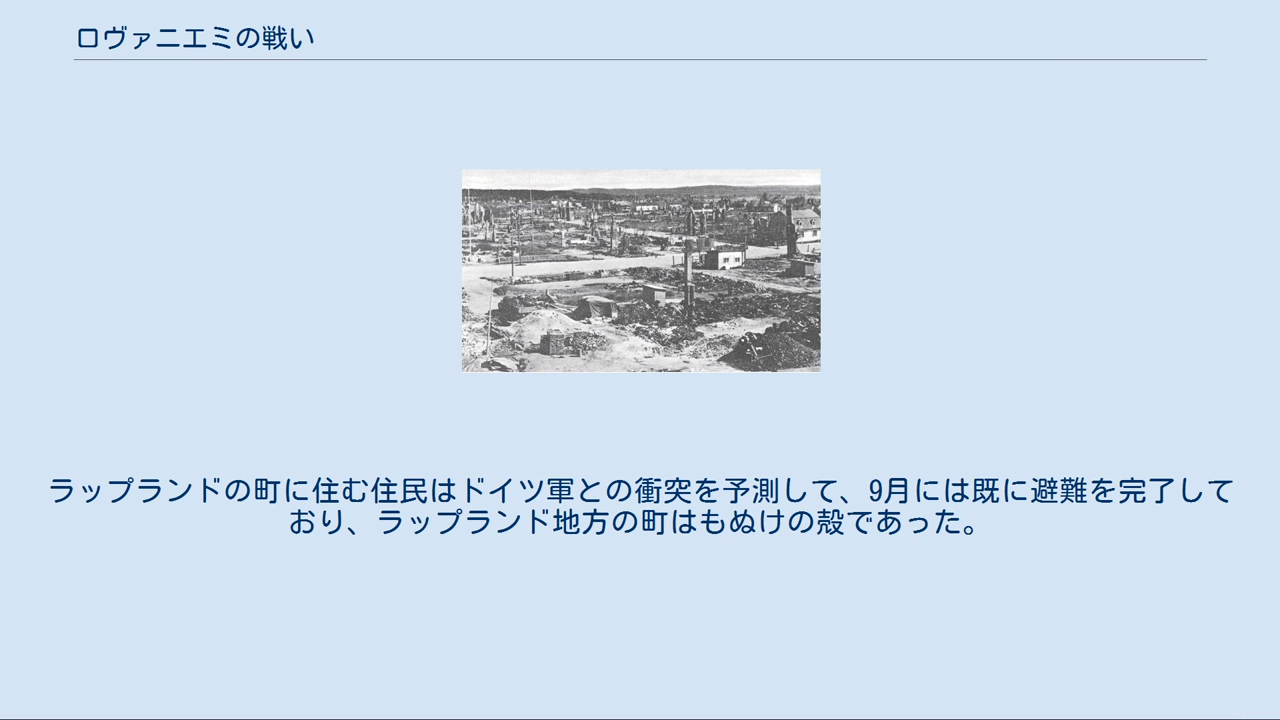 ロヴァニエミの戦い
ラップランドの町に住む住民はドイツ軍との衝突を予測して、9月には既に避難を完了して
おり、ラップランド地方の町はもぬけの殻であった。